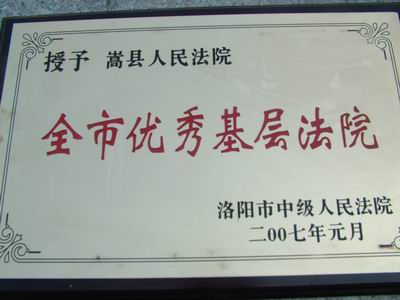 授予 嵩县人民法院
全市优秀基层法院
洛阳市中级人民法院
二00七年元月